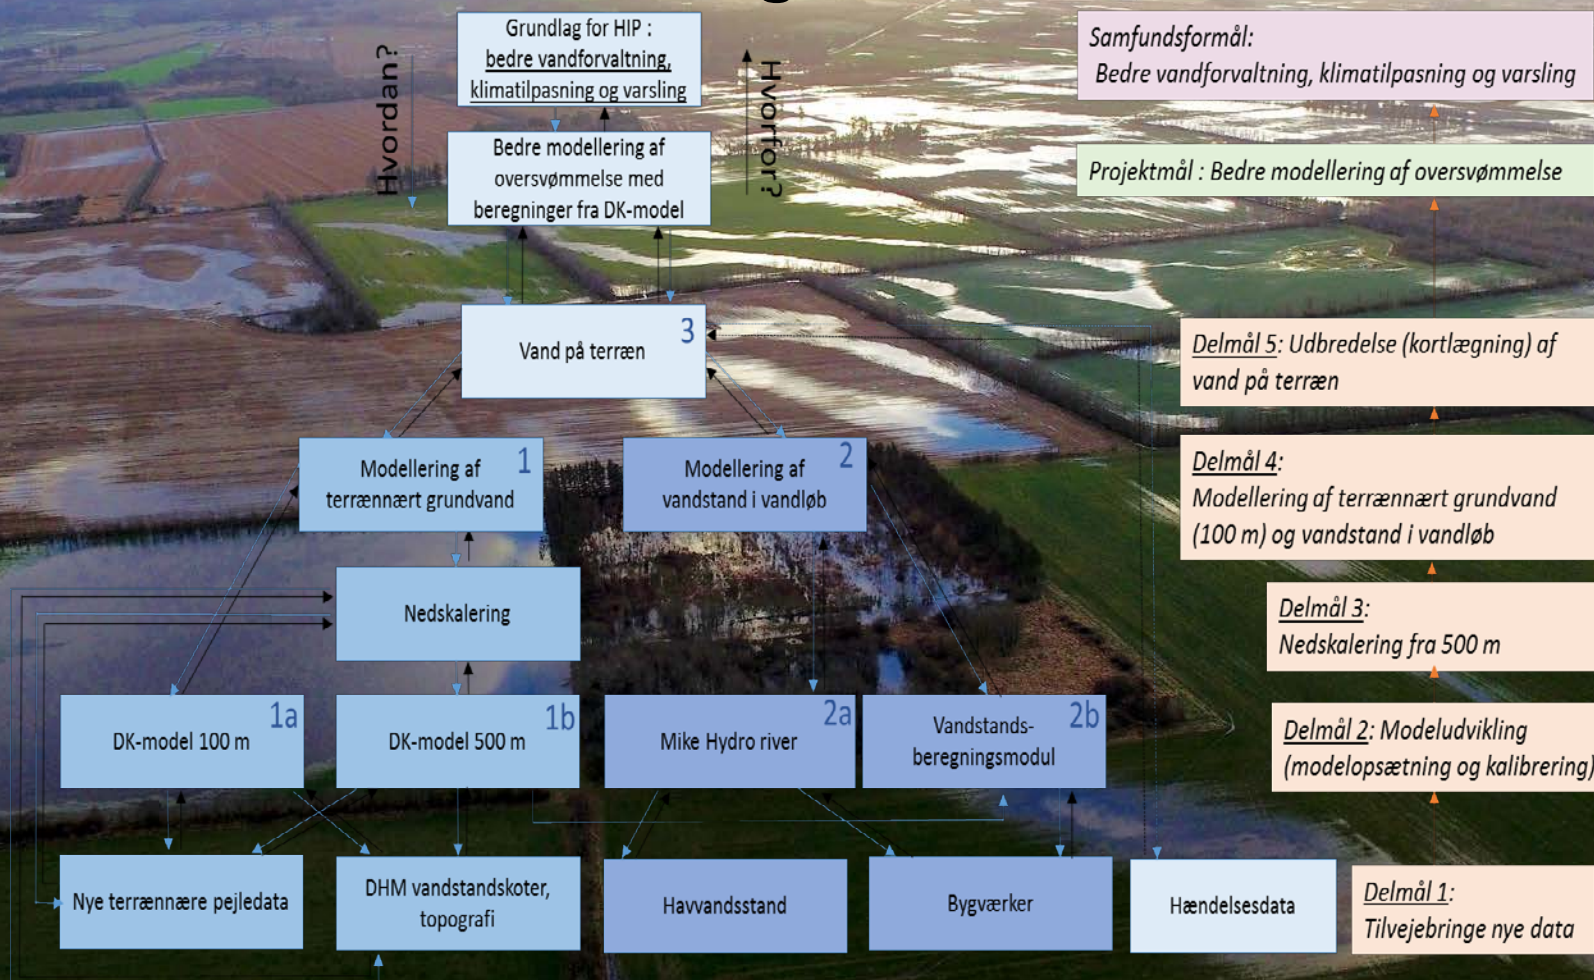 Grundlag for HIP :
bedre vandforvaltning,
klimatilpasning og varsling
Hvordan?
Hvorfor?
Bedre modellering af
oversvømmelse med
beregninger fra DK-model
3
Vand på terræn
1
Modellering af
terrænnært grundvand
2
Modellering af
vandstand i vandløb
Nedskalering
1a
DK-model 100 m
1b
DK-model 500 m
2a
Mike Hydro river
2b
Vandstands-
beregningsmodul
Nye terrænnære pejledata
DHM vandstandskoter,
topografi
Havvandsstand
Bygværker
Hændelsesdata
Samfundsformål:
Bedre vandforvaltning, klimatilpasning og varsling
Projektmål : Bedre modellering af oversvømmelse
Delmål 5: Udbredelse (kortlægning) af
vand på terræn
Delmål 4:
Modellering af terrænnært grundvand
(100 m) og vandstand i vandløb
Delmål 3:
Nedskalering fra 500 m
Delmål 2: Modeludvikling
(modelopsætning og kalibrering)
Delmål 1:
Tilvejebringe nye data